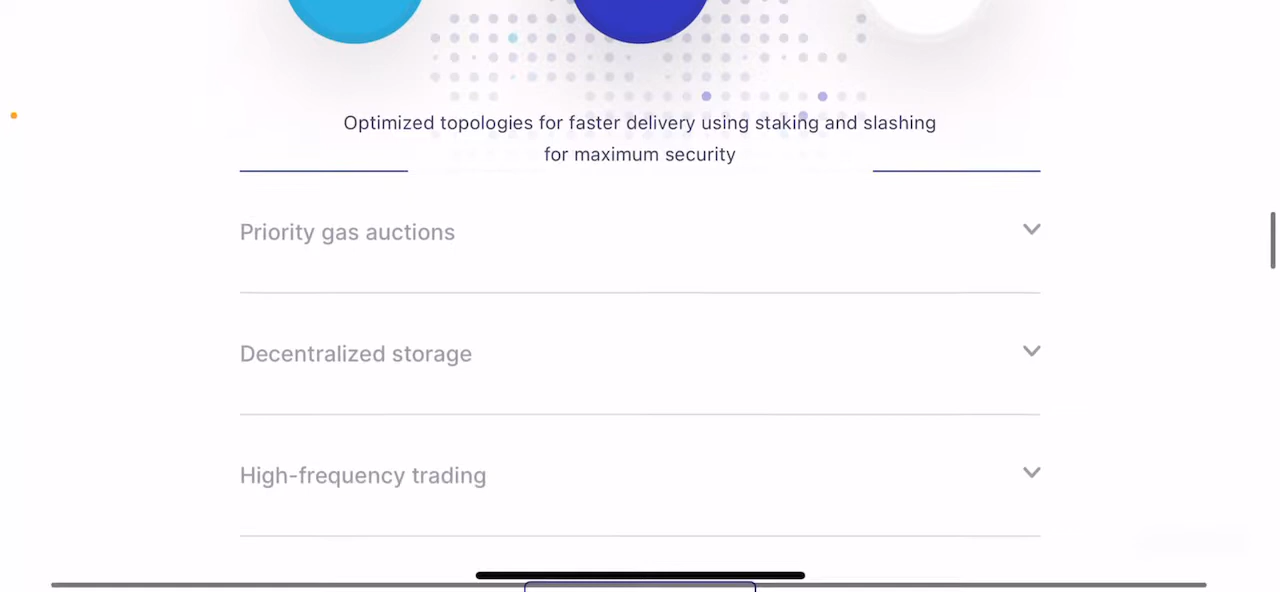 Optimized topologies for faster delivery using staking and slashing
for maximum security
Priority gas auctions
Decentralized storage
High-frequency trading